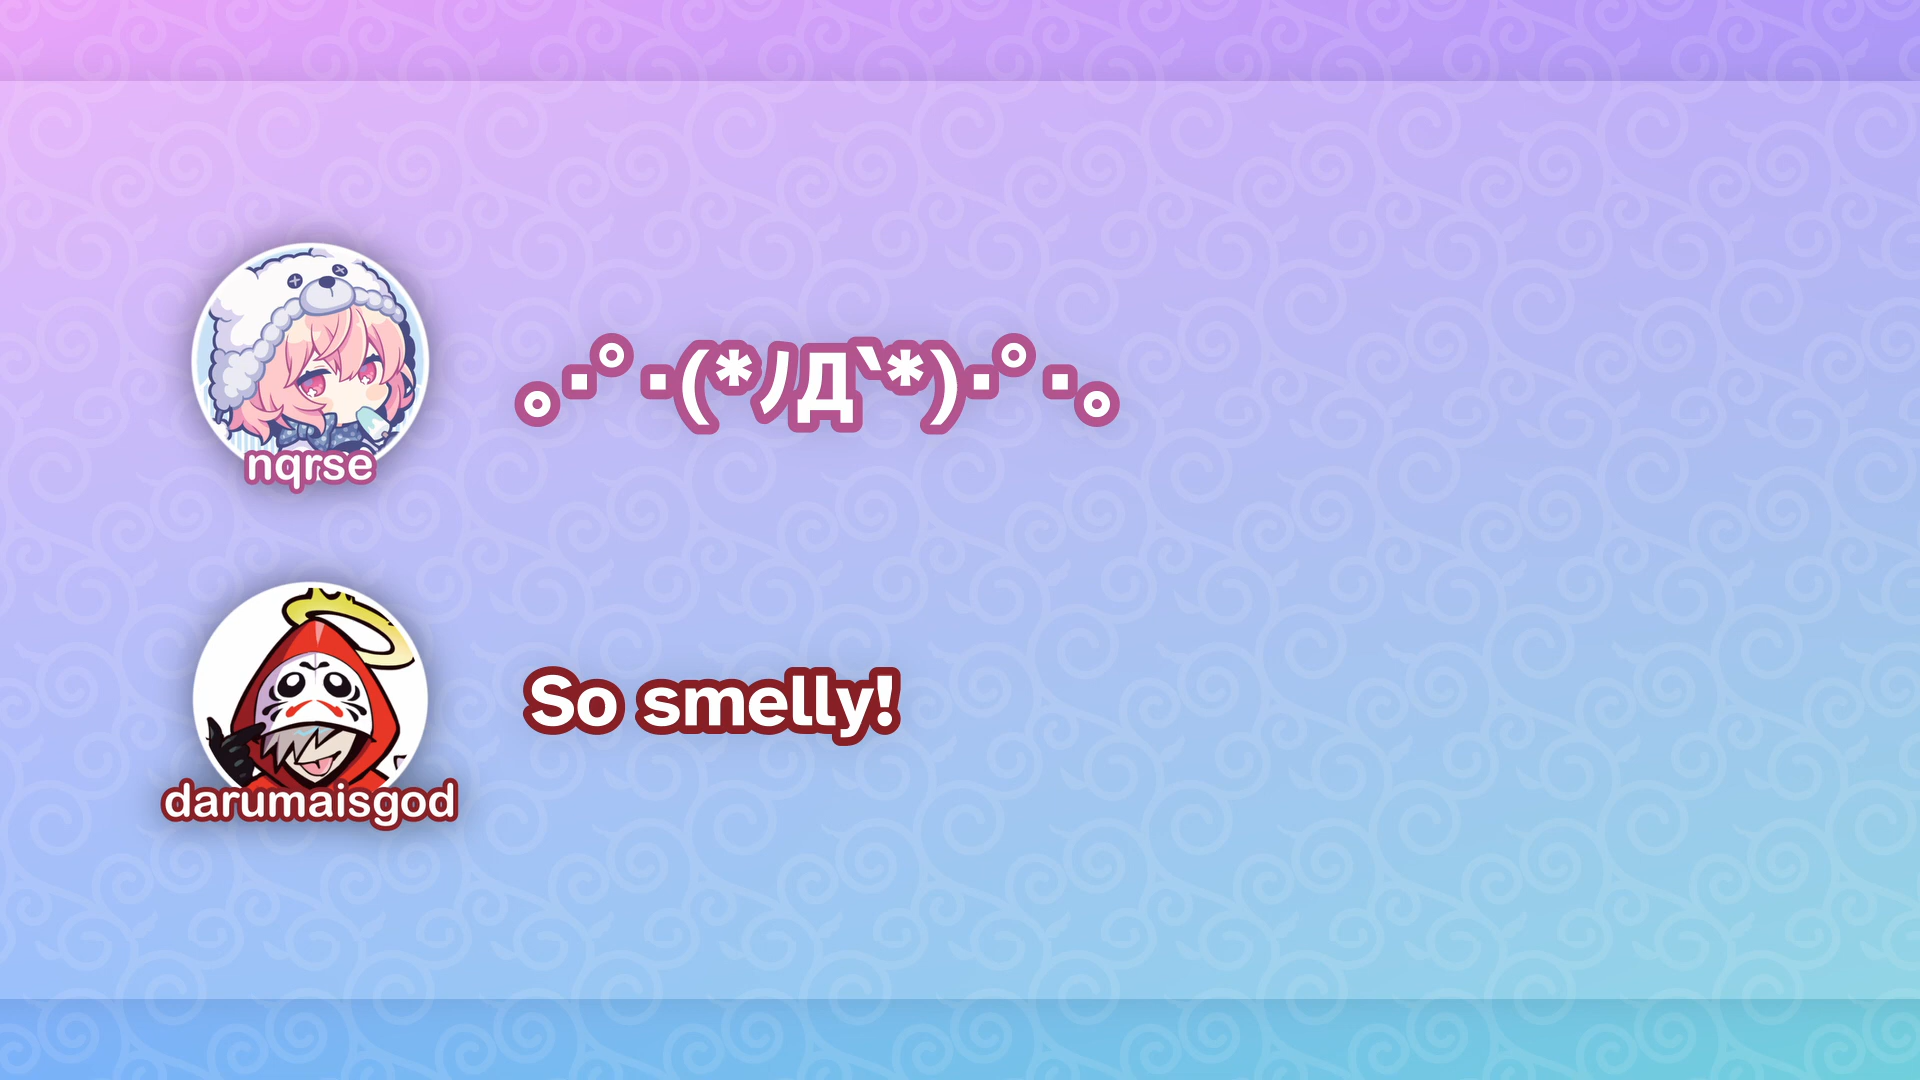 ｡･ﾟ･(*ﾉД‵*)･ﾟ･｡
nqrse
So smelly!
darumaisgod